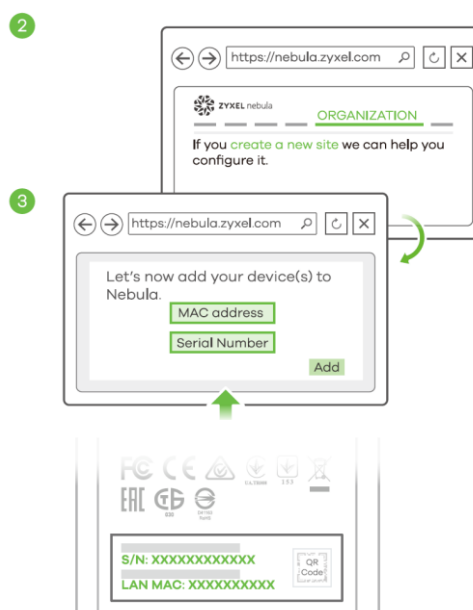 2
https://nebula.zyxel.com
ZYXEL nebula
ORGANIZATION
If you create a new site we can help you
configure it.
3
https://nebula.zyxel.com
Let's now add your device(s) to
Nebula.
MAC address
Serial Number
Add
FC CE
EAC
S/N: XXXXXXXXXXXX
LAN MAC: XXXXXXXXXX
QR
Code